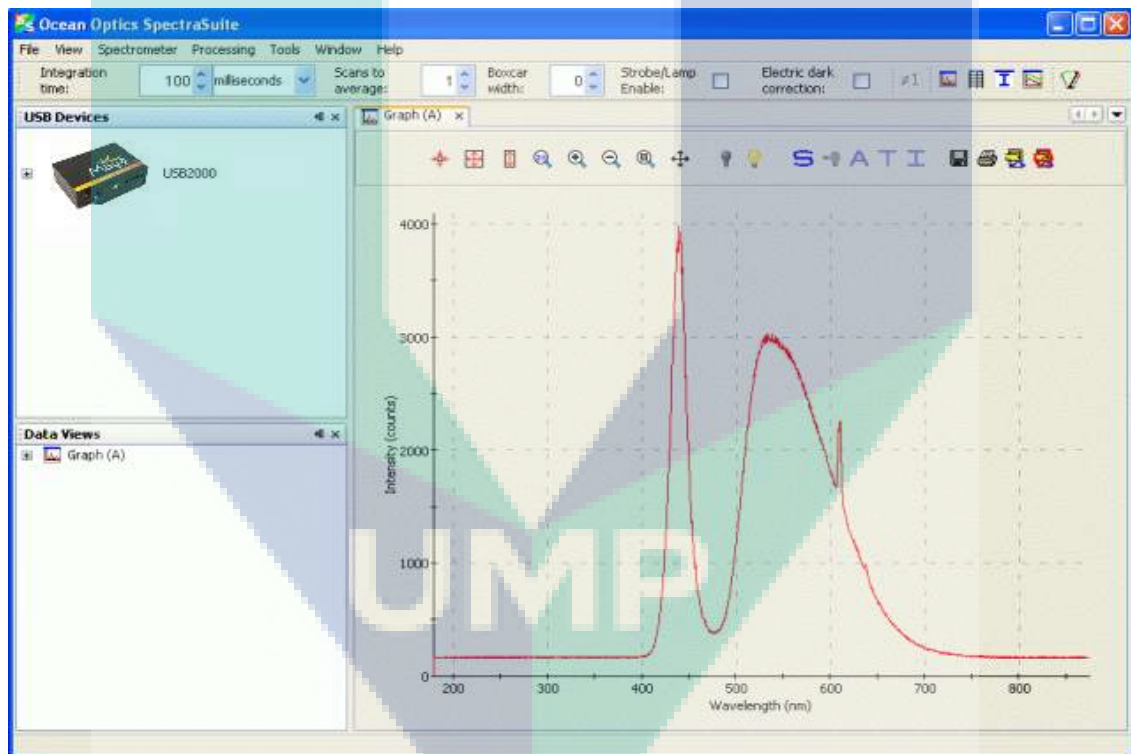 Ocean Optics SpectraSuite
File View Spectrometer Processing Tools Window Help
Integration time: 100 milliseconds Scans to average: 1 Boxcar width: 0 Strobe/Lamp Enable: Electric dark correction: ≠1
USB Devices
Graph (A)
USB2000
S A T I
Data Views
Graph (A)
4000
3000
2000
1000
0
Intensity (counts)
200 300 400 500 600 700 800
Wavelength (nm)
UMP